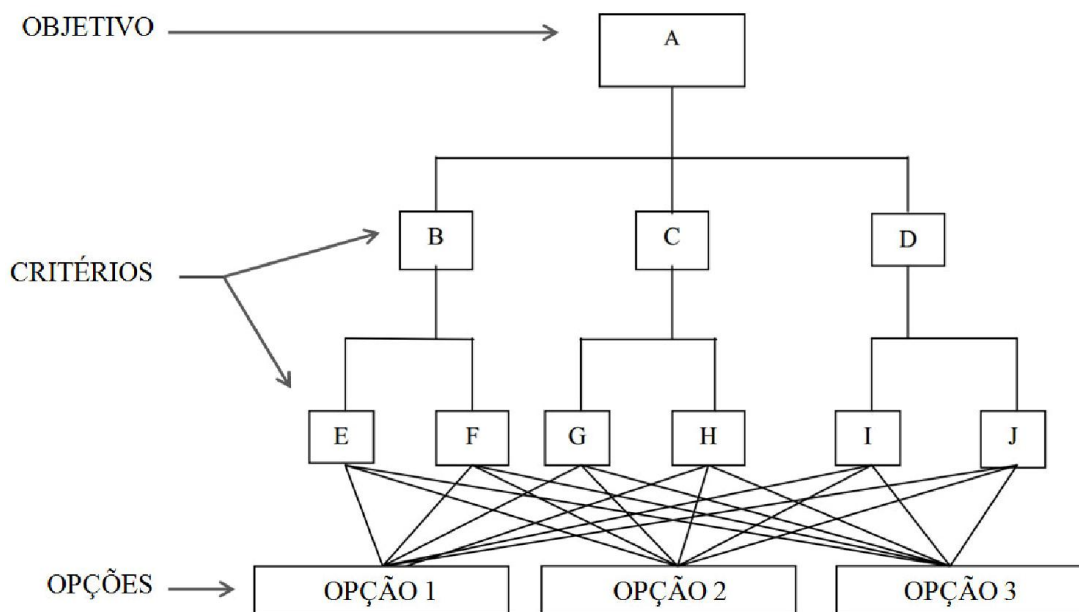 OBJETIVO
A
B
C
D
CRITÉRIOS
E
F
G
H
I
J
OPÇÕES
OPÇÃO 1
OPÇÃO 2
OPÇÃO 3